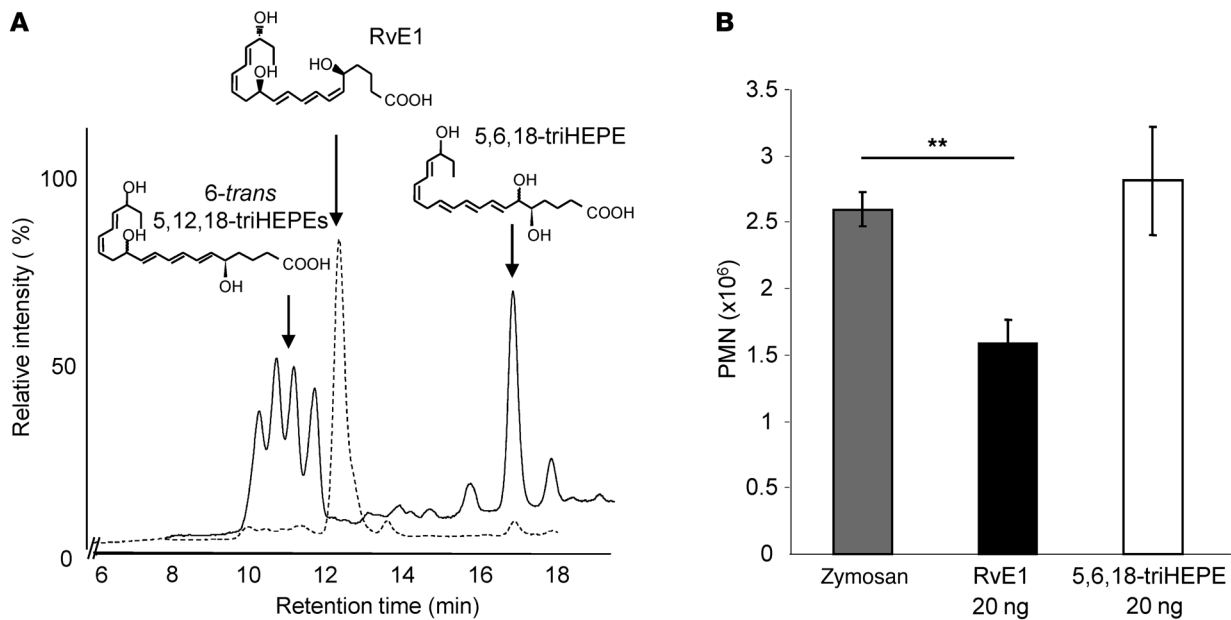 A
OH
OH
HO
COOH
RvE1
5,6,18-triHEPE
OH
OH
OH
COOH
6-trans
5,12,18-triHEPEs
OH
OH
OH
COOH
Relative intensity ( %)
100
50
0
6 8 10 12 14 16 18
Retention time (min)
B
**
PMN (x10⁶)
3.5
3
2.5
2
1.5
1
0.5
0
Zymosan
RvE1
20 ng
5,6,18-triHEPE
20 ng